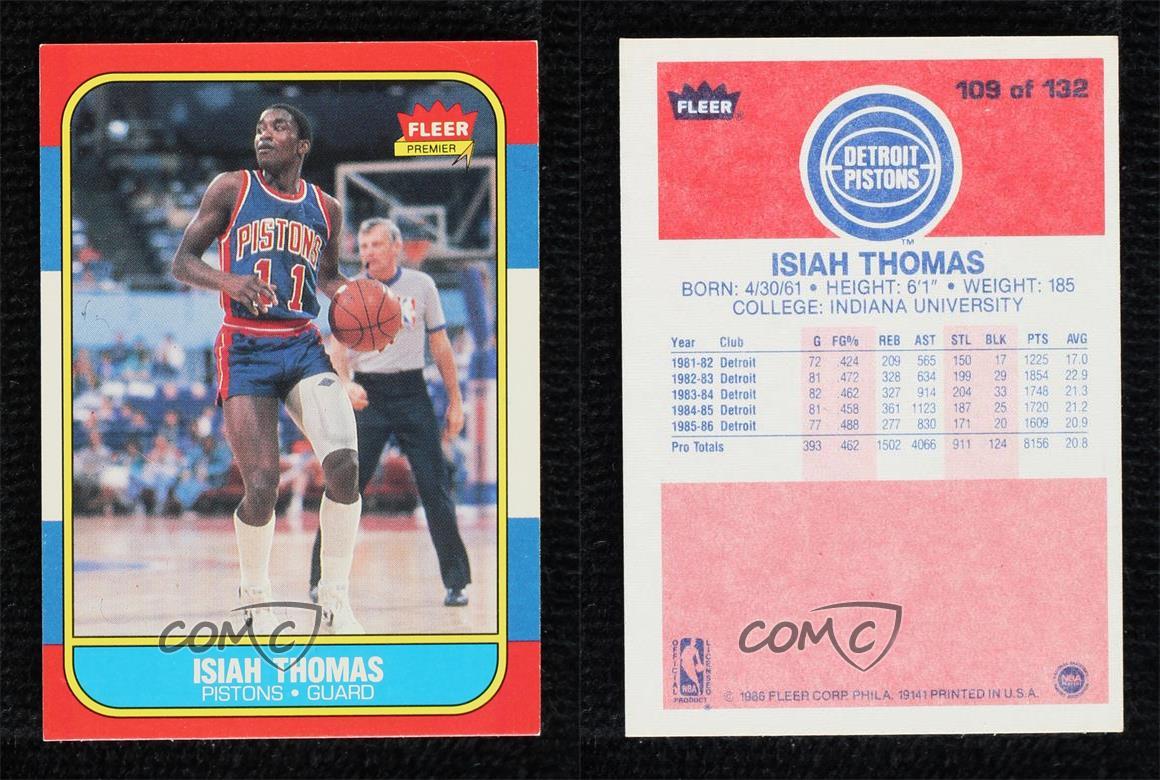 FLEER
PREMIER
PISTONS
11
COMC
ISIAH THOMAS
PISTONS • GUARD
FLEER®
109 of 132
DETROIT
PISTONS
TM
ISIAH THOMAS
BORN: 4/30/61 • HEIGHT: 6'1" • WEIGHT: 185
COLLEGE: INDIANA UNIVERSITY
Year Club G FG% REB AST STL BLK PTS AVG
1981-82 Detroit 72 .424 209 565 150 17 1225 17.0
1982-83 Detroit 81 .472 328 634 199 29 1854 22.9
1983-84 Detroit 82 .462 327 914 204 33 1748 21.3
1984-85 Detroit 81 .458 361 1123 187 25 1720 21.2
1985-86 Detroit 77 .488 277 830 171 20 1609 20.9
Pro Totals 393 .462 1502 4066 911 124 8156 20.8
COMC
OFFICIAL
LICENSED
NBA
PRODUCT
®
© 1986 FLEER CORP. PHILA. 19141 PRINTED IN U.S.A.
NBA